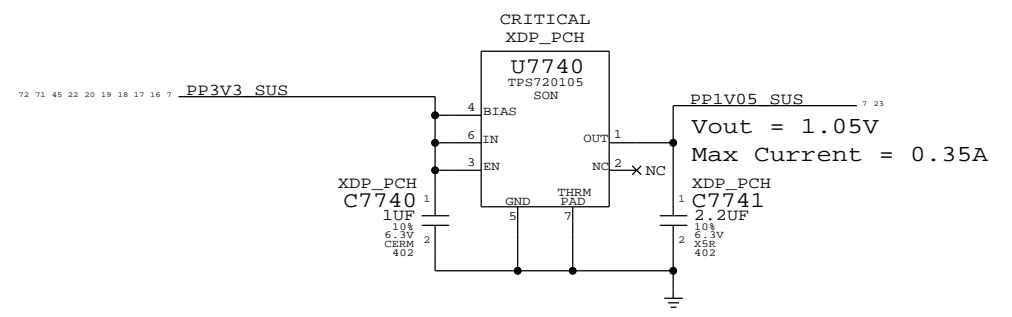 CRITICAL
XDP_PCH
U7740
TPS720105
SON
72 71 45 22 20 19 18 17 16 7
PP3V3_SUS
PP1V05_SUS
7 23
Vout = 1.05V
Max Current = 0.35A
4 BIAS
6 IN
3 EN
OUT 1
NC 2 NC
GND
5
THRM
PAD
7
XDP_PCH
C7740
1UF
10%
6.3V
CERM
402
1
2
XDP_PCH
C7741
2.2UF
10%
6.3V
X5R
402
1
2